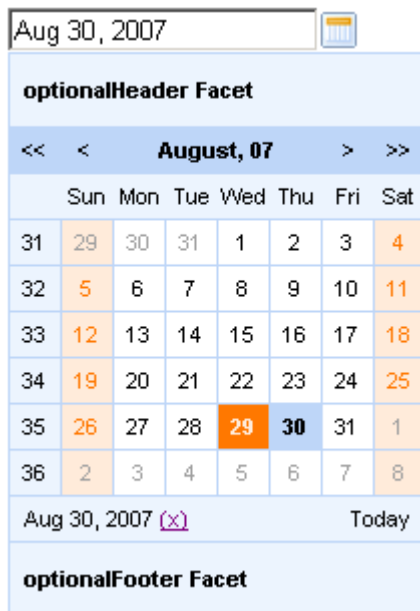 Aug 30, 2007
optionalHeader Facet
<< < August, 07 > >>
Sun Mon Tue Wed Thu Fri Sat
31 29 30 31 1 2 3 4
32 5 6 7 8 9 10 11
33 12 13 14 15 16 17 18
34 19 20 21 22 23 24 25
35 26 27 28 29 30 31 1
36 2 3 4 5 6 7 8
Aug 30, 2007 (x) Today
optionalFooter Facet